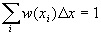 ∑ w(xᵢ)Δx = 1
i